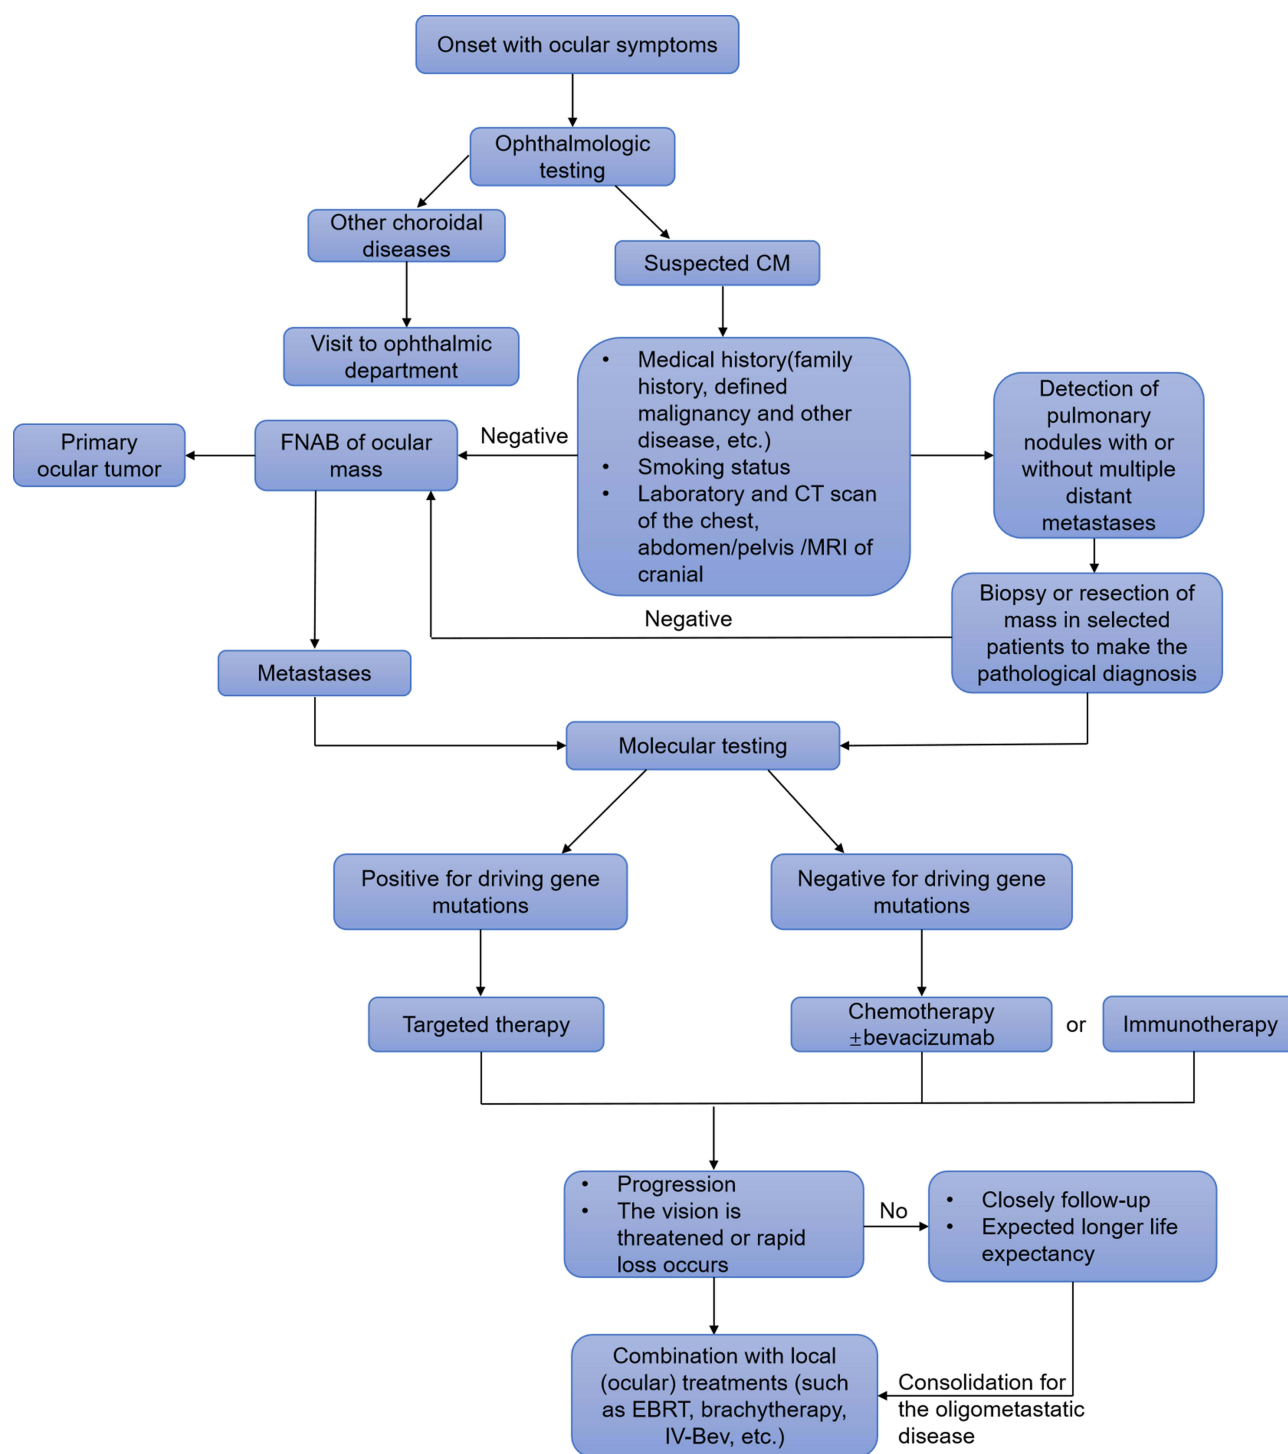 Onset with ocular symptoms
Ophthalmologic
testing
Other choroidal
diseases
Suspected CM
Visit to ophthalmic
department
• Medical history(family
history, defined
malignancy and other
disease, etc.)
• Smoking status
• Laboratory and CT scan
of the chest,
abdomen/pelvis /MRI of
cranial
Detection of
pulmonary
nodules with or
without multiple
distant
metastases
Negative
FNAB of ocular
mass
Primary
ocular tumor
Biopsy or resection of
mass in selected
patients to make the
pathological diagnosis
Negative
Metastases
Molecular testing
Positive for driving gene
mutations
Negative for driving gene
mutations
Targeted therapy
Chemotherapy
±bevacizumab
or
Immunotherapy
• Progression
• The vision is
threatened or rapid
loss occurs
No
• Closely follow-up
• Expected longer life
expectancy
Combination with local
(ocular) treatments (such
as EBRT, brachytherapy,
IV-Bev, etc.)
Consolidation for
the oligometastatic
disease